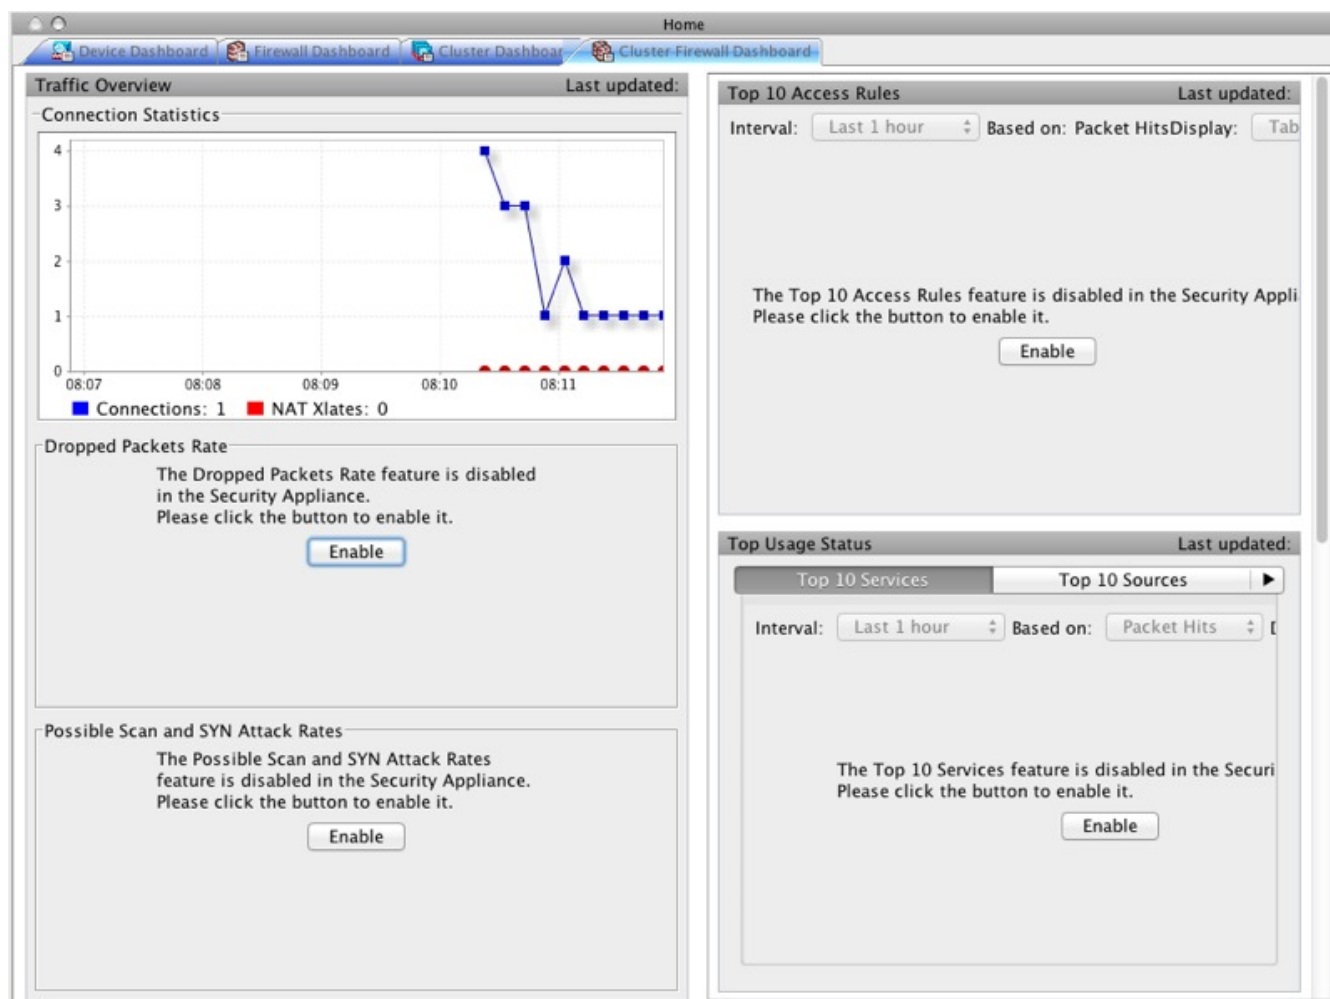 Home
Device Dashboard
Firewall Dashboard
Cluster Dashboar
Cluster Firewall Dashboard
Traffic Overview
Last updated:
Connection Statistics
4
3
2
1
0
08:07
08:08
08:09
08:10
08:11
Connections: 1
NAT Xlates: 0
Dropped Packets Rate
The Dropped Packets Rate feature is disabled
in the Security Appliance.
Please click the button to enable it.
Enable
Possible Scan and SYN Attack Rates
The Possible Scan and SYN Attack Rates
feature is disabled in the Security Appliance.
Please click the button to enable it.
Enable
Top 10 Access Rules
Last updated:
Interval: Last 1 hour Based on: Packet HitsDisplay: Tab
The Top 10 Access Rules feature is disabled in the Security Appli
Please click the button to enable it.
Enable
Top Usage Status
Last updated:
Top 10 Services
Top 10 Sources
Interval: Last 1 hour Based on: Packet Hits
The Top 10 Services feature is disabled in the Securi
Please click the button to enable it.
Enable